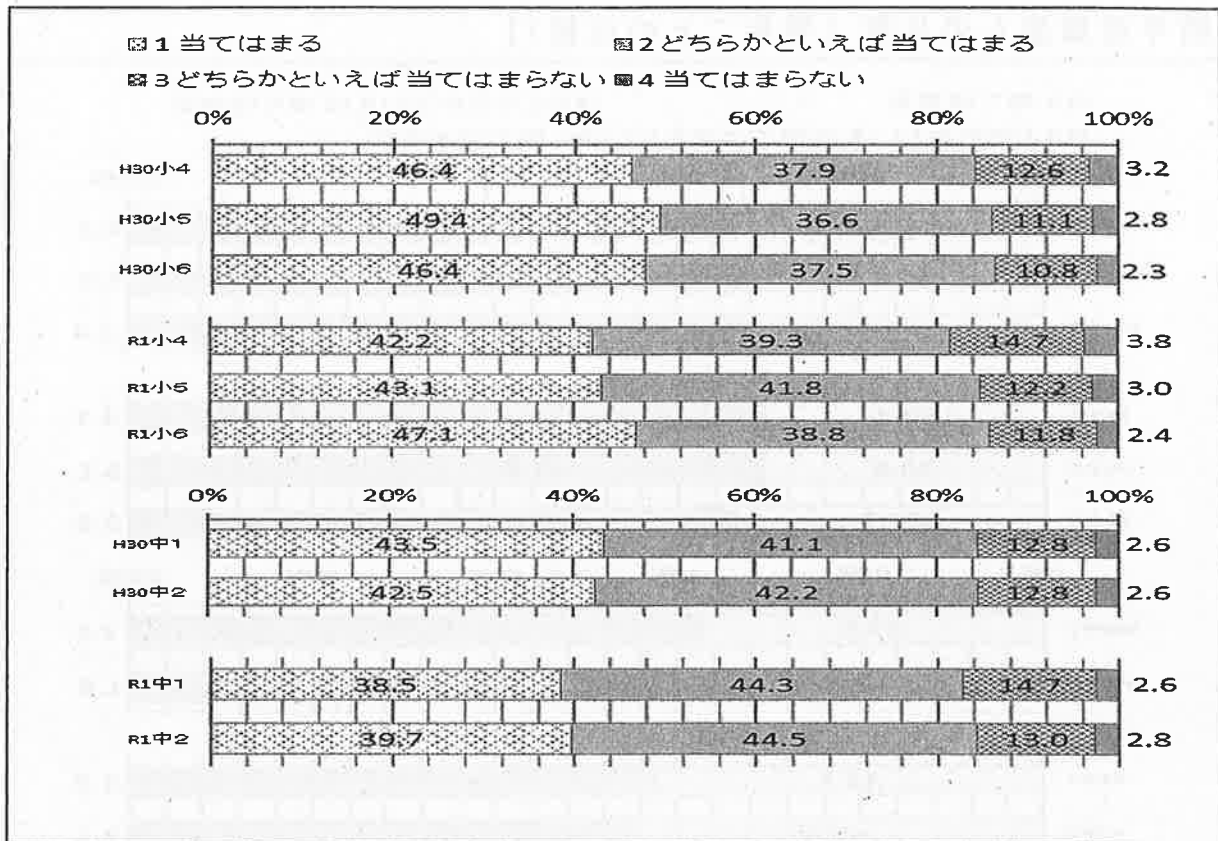 1 当てはまる 2 どちらかといえば当てはまる
3 どちらかといえば当てはまらない 4 当てはまらない
0% 20% 40% 60% 80% 100%
H30小4 46.4 37.9 12.6 3.2
H30小5 49.4 36.6 11.1 2.8
H30小6 46.4 37.5 10.8 2.3
R1小4 42.2 39.3 14.7 3.8
R1小5 43.1 41.8 12.2 3.0
R1小6 47.1 38.8 11.8 2.4
0% 20% 40% 60% 80% 100%
H30中1 43.5 41.1 12.8 2.6
H30中2 42.5 42.2 12.8 2.6
R1中1 38.5 44.3 14.7 2.6
R1中2 39.7 44.5 13.0 2.8